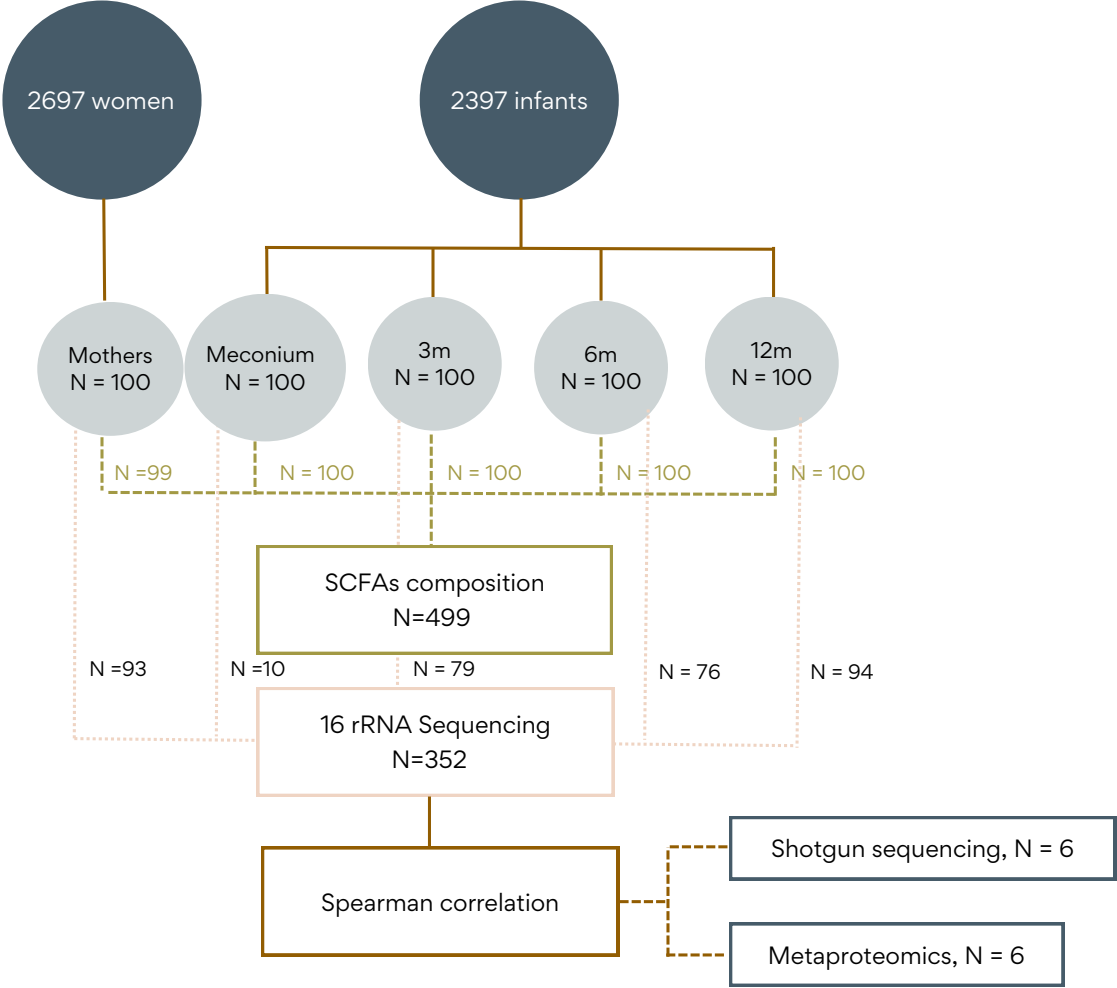 2697 women
2397 infants
Mothers
N = 100
Meconium
N = 100
3m
N = 100
6m
N = 100
12m
N = 100
N =99
N = 100
N = 100
N = 100
N = 100
SCFAs composition
N=499
N =93
N =10
N = 79
N = 76
N = 94
16 rRNA Sequencing
N=352
Shotgun sequencing, N = 6
Spearman correlation
Metaproteomics, N = 6